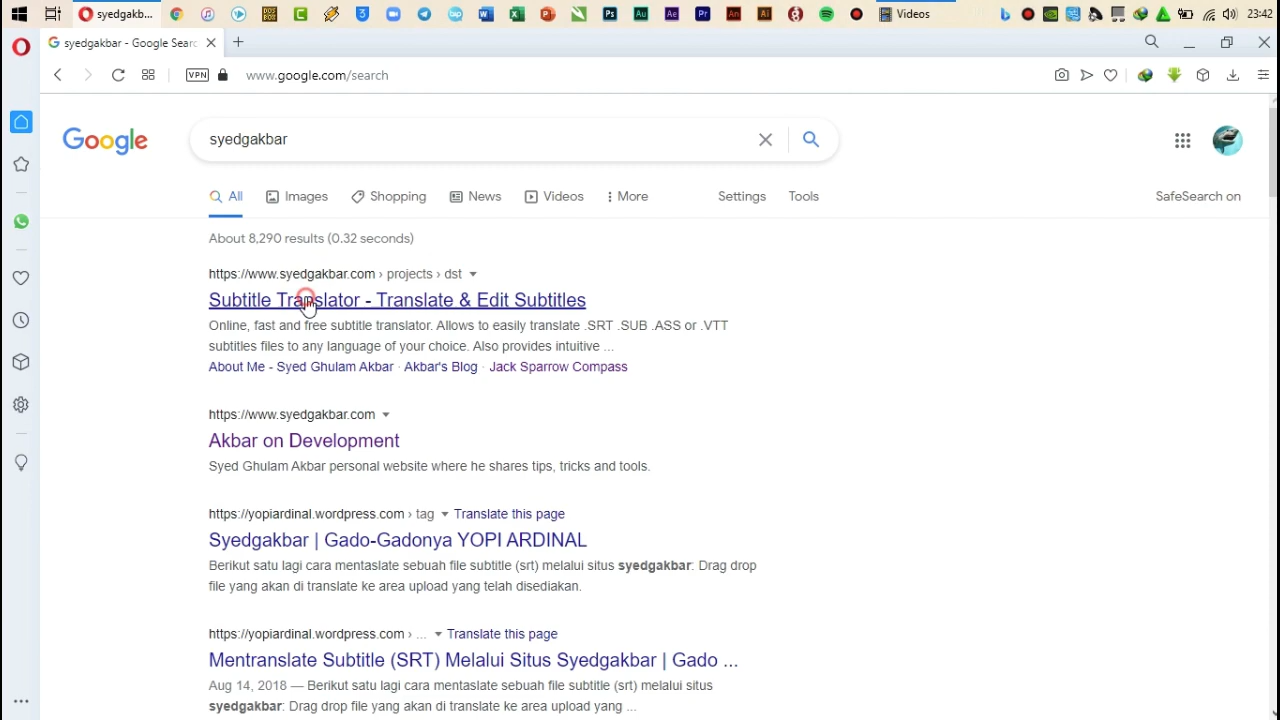 syedgakb...
Videos
23:42
syedgakbar - Google Searc
VPN
www.google.com/search
Google
syedgakbar
All
Images
Shopping
News
Videos
More
Settings
Tools
SafeSearch on
About 8,290 results (0.32 seconds)
https://www.syedgakbar.com › projects › dst
Subtitle Translator - Translate & Edit Subtitles
Online, fast and free subtitle translator. Allows to easily translate .SRT .SUB .ASS or .VTT
subtitles files to any language of your choice. Also provides intuitive ...
About Me - Syed Ghulam Akbar · Akbar's Blog · Jack Sparrow Compass
https://www.syedgakbar.com
Akbar on Development
Syed Ghulam Akbar personal website where he shares tips, tricks and tools.
https://yopiardinal.wordpress.com › tag Translate this page
Syedgakbar | Gado-Gadonya YOPI ARDINAL
Berikut satu lagi cara mentaslate sebuah file subtitle (srt) melalui situs syedgakbar: Drag drop
file yang akan di translate ke area upload yang telah disediakan.
https://yopiardinal.wordpress.com › ... Translate this page
Mentranslate Subtitle (SRT) Melalui Situs Syedgakbar | Gado ...
Aug 14, 2018 — Berikut satu lagi cara mentaslate sebuah file subtitle (srt) melalui situs
syedgakbar: Drag drop file yang akan di translate ke area upload yang ...